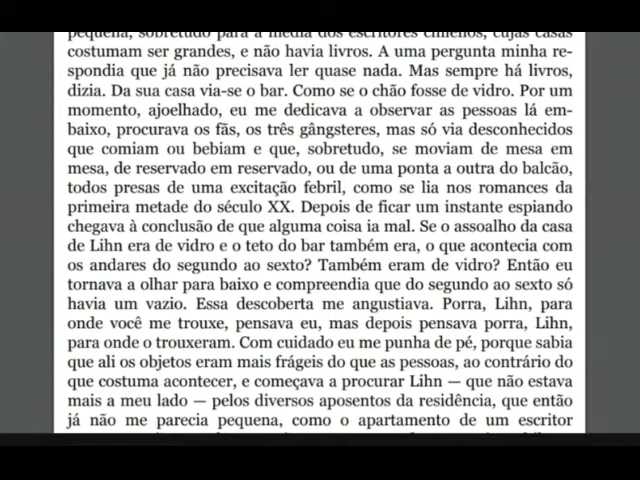 pequena, sobretudo para a média dos escritores chilenos, cujas casas
costumam ser grandes, e não havia livros. A uma pergunta minha re-
spondia que já não precisava ler quase nada. Mas sempre há livros,
dizia. Da sua casa via-se o bar. Como se o chão fosse de vidro. Por um
momento, ajoelhado, eu me dedicava a observar as pessoas lá em-
baixo, procurava os fãs, os três gângsteres, mas só via desconhecidos
que comiam ou bebiam e que, sobretudo, se moviam de mesa em
mesa, de reservado em reservado, ou de uma ponta a outra do balcão,
todos presas de uma excitação febril, como se lia nos romances da
primeira metade do século XX. Depois de ficar um instante espiando
chegava à conclusão de que alguma coisa ia mal. Se o assoalho da casa
de Lihn era de vidro e o teto do bar também era, o que acontecia com
os andares do segundo ao sexto? Também eram de vidro? Então eu
tornava a olhar para baixo e compreendia que do segundo ao sexto só
havia um vazio. Essa descoberta me angustiava. Porra, Lihn, para
onde você me trouxe, pensava eu, mas depois pensava porra, Lihn,
para onde o trouxeram. Com cuidado eu me punha de pé, porque sabia
que ali os objetos eram mais frágeis do que as pessoas, ao contrário do
que costuma acontecer, e começava a procurar Lihn — que não estava
mais a meu lado — pelos diversos aposentos da residência, que então
já não me parecia pequena, como o apartamento de um escritor